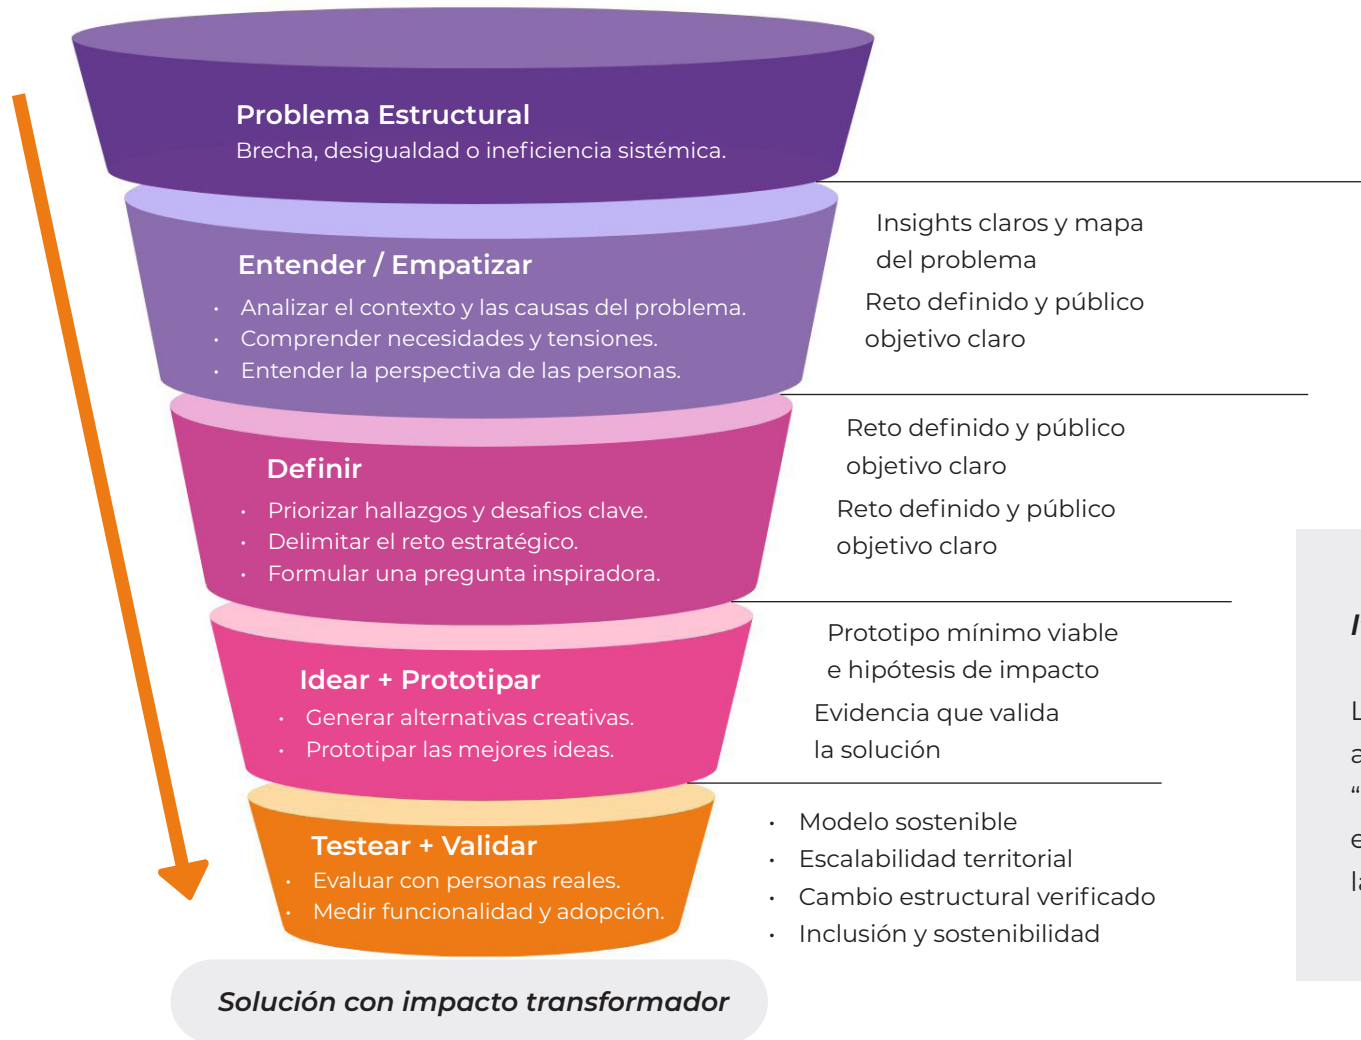 Problema Estructural
Brecha, desigualdad o ineficiencia sistémica.
Insights claros y mapa
del problema
Reto definido y público
objetivo claro
Entender / Empatizar
· Analizar el contexto y las causas del problema.
· Comprender necesidades y tensiones.
· Entender la perspectiva de las personas.
Reto definido y público
objetivo claro
Reto definido y público
objetivo claro
Definir
· Priorizar hallazgos y desafios clave.
· Delimitar el reto estratégico.
· Formular una pregunta inspiradora.
Prototipo mínimo viable
e hipótesis de impacto
Evidencia que valida
la solución
Idear + Prototipar
· Generar alternativas creativas.
· Prototipar las mejores ideas.
· Modelo sostenible
· Escalabilidad territorial
· Cambio estructural verificado
· Inclusión y sostenibilidad
Testear + Validar
· Evaluar con personas reales.
· Medir funcionalidad y adopción.
Solución con impacto transformador